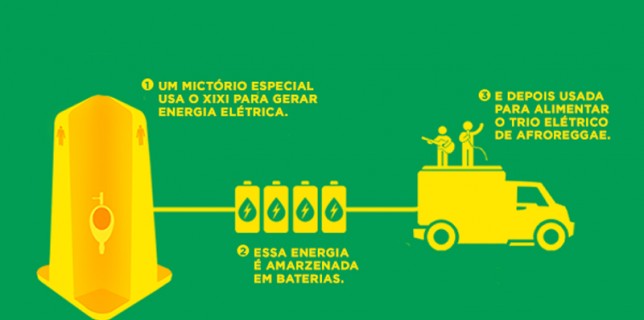 1 UM MICTÓRIO ESPECIAL
USA O XIXI PARA GERAR
ENERGIA ELÉTRICA.
2 ESSA ENERGIA
É AMARZENADA
EM BATERIAS.
3 E DEPOIS USADA
PARA ALIMENTAR
O TRIO ELÉTRICO
DE AFROREGGAE.